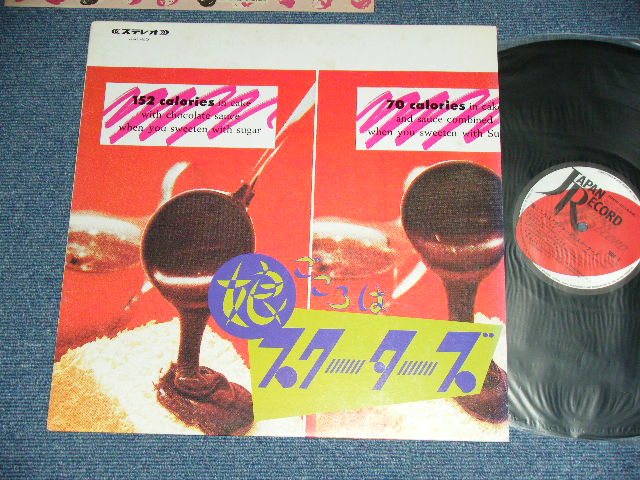 ステレオ
152 calories in cake
with chocolate sauce
when you sweeten with sugar
70 calories in cak
and sauce combined
when you sweeten with Su
娘ごころは
スクーターズ
JAPAN
RECORD